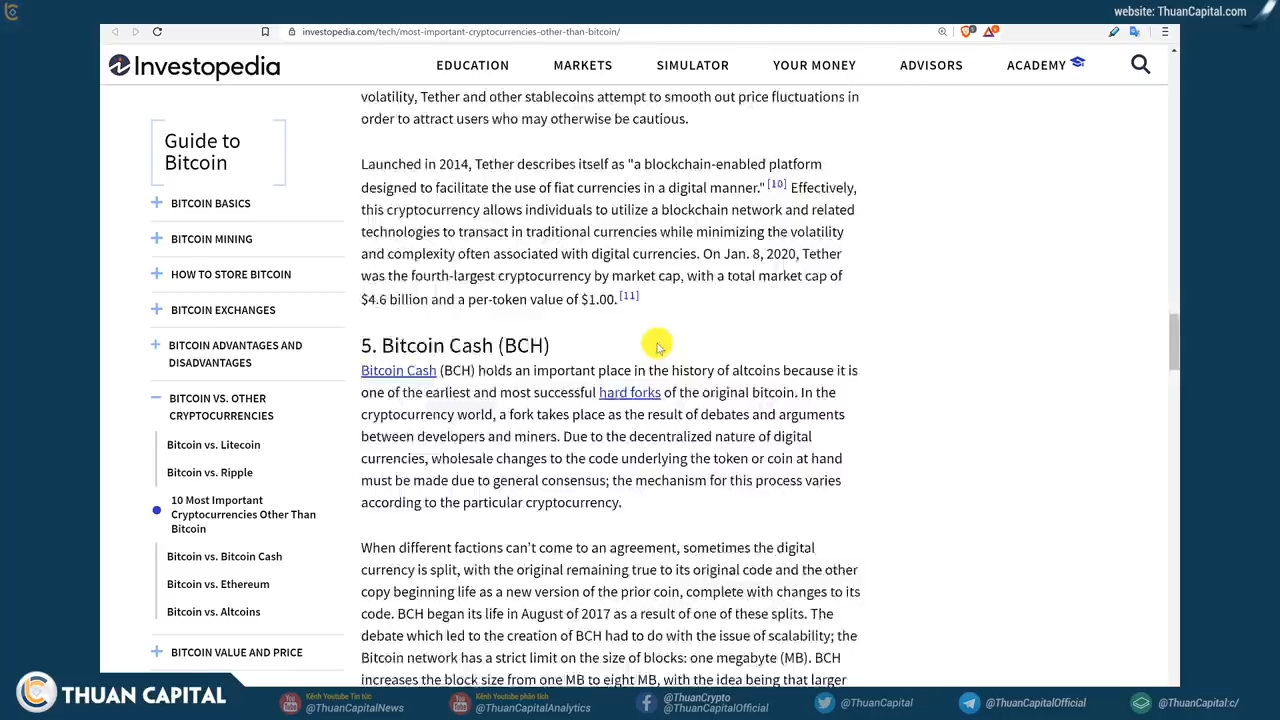 website: ThuanCapital.com
investopedia.com/tech/most-important-cryptocurrencies-other-than-bitcoin/
Investopedia
EDUCATION
MARKETS
SIMULATOR
YOUR MONEY
ADVISORS
ACADEMY
Guide to
Bitcoin
BITCOIN BASICS
BITCOIN MINING
HOW TO STORE BITCOIN
BITCOIN EXCHANGES
BITCOIN ADVANTAGES AND
DISADVANTAGES
BITCOIN VS. OTHER
CRYPTOCURRENCIES
Bitcoin vs. Litecoin
Bitcoin vs. Ripple
10 Most Important
Cryptocurrencies Other Than
Bitcoin
Bitcoin vs. Bitcoin Cash
Bitcoin vs. Ethereum
Bitcoin vs. Altcoins
BITCOIN VALUE AND PRICE
volatility, Tether and other stablecoins attempt to smooth out price fluctuations in
order to attract users who may otherwise be cautious.
Launched in 2014, Tether describes itself as "a blockchain-enabled platform
designed to facilitate the use of fiat currencies in a digital manner." [10] Effectively,
this cryptocurrency allows individuals to utilize a blockchain network and related
technologies to transact in traditional currencies while minimizing the volatility
and complexity often associated with digital currencies. On Jan. 8, 2020, Tether
was the fourth-largest cryptocurrency by market cap, with a total market cap of
$4.6 billion and a per-token value of $1.00. [11]
5. Bitcoin Cash (BCH)
Bitcoin Cash (BCH) holds an important place in the history of altcoins because it is
one of the earliest and most successful hard forks of the original bitcoin. In the
cryptocurrency world, a fork takes place as the result of debates and arguments
between developers and miners. Due to the decentralized nature of digital
currencies, wholesale changes to the code underlying the token or coin at hand
must be made due to general consensus; the mechanism for this process varies
according to the particular cryptocurrency.
When different factions can't come to an agreement, sometimes the digital
currency is split, with the original remaining true to its original code and the other
copy beginning life as a new version of the prior coin, complete with changes to its
code. BCH began its life in August of 2017 as a result of one of these splits. The
debate which led to the creation of BCH had to do with the issue of scalability; the
Bitcoin network has a strict limit on the size of blocks: one megabyte (MB). BCH
increases the block size from one MB to eight MB, with the idea being that larger
THUAN CAPITAL
Kênh Youtube Tin tức
@ThuanCapitalNews
Kênh Youtube phân tích
@ThuanCapitalAnalytics
@ThuanCrypto
@ThuanCapitalOfficial
@ThuanCapital
@ThuanCapitalOfficial
@ThuanCapital:c/